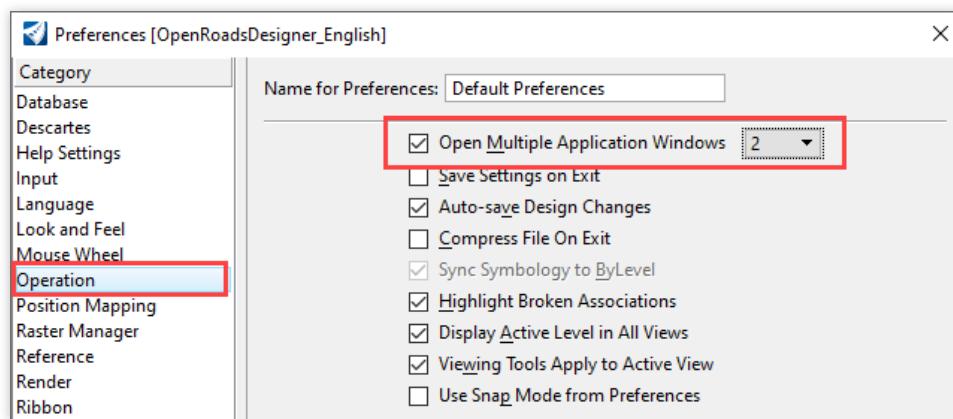 Preferences [OpenRoadsDesigner_English]
Category
Database
Descartes
Help Settings
Input
Language
Look and Feel
Mouse Wheel
Operation
Position Mapping
Raster Manager
Reference
Render
Ribbon
Name for Preferences: Default Preferences
Open Multiple Application Windows 2
Save Settings on Exit
Auto-save Design Changes
Compress File On Exit
Sync Symbology to ByLevel
Highlight Broken Associations
Display Active Level in All Views
Viewing Tools Apply to Active View
Use Snap Mode from Preferences